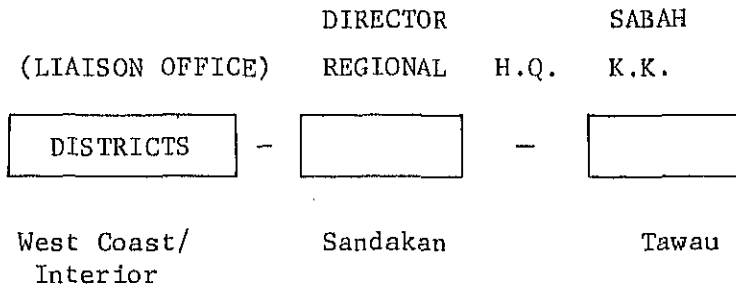 DIRECTOR SABAH
(LIAISON OFFICE) REGIONAL H.Q. K.K.
DISTRICTS - -
West Coast/ Sandakan Tawau
Interior